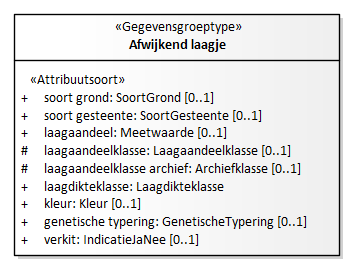 «Gegevensgroeptype»
Afwijkend laagje
«Attribuutsoort»
+ soort grond: SoortGrond [0..1]
+ soort gesteente: SoortGesteente [0..1]
+ laagaandeel: Meetwaarde [0..1]
# laagaandeelklasse: Laagaandeelklasse [0..1]
# laagaandeelklasse archief: Archiefklasse [0..1]
+ laagdikteklasse: Laagdikteklasse
+ kleur: Kleur [0..1]
+ genetische typering: GenetischeTypering [0..1]
+ verkit: IndicatieJaNee [0..1]